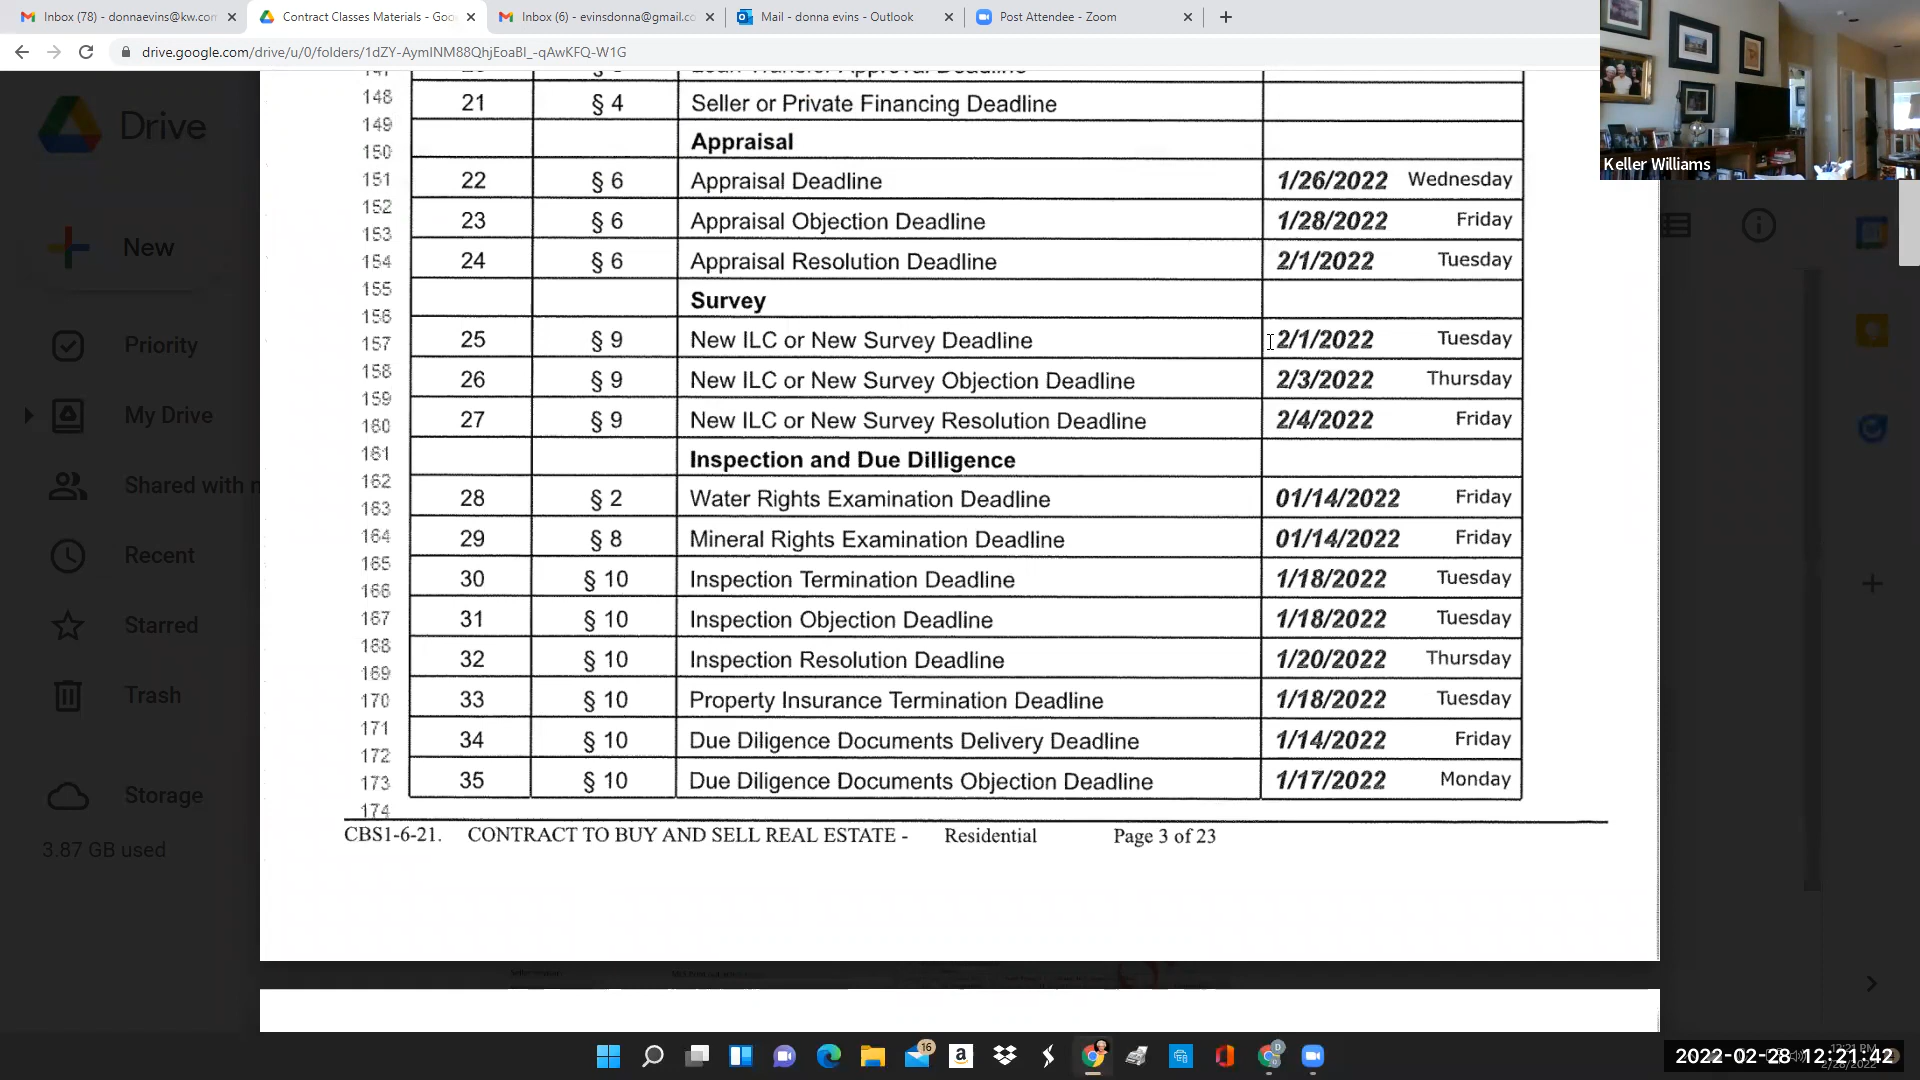 Inbox (78) - donnaevins@kw.com
Contract Classes Materials - Goo
Inbox (6) - evinsdonna@gmail.co
Mail - donna evins - Outlook
Post Attendee - Zoom
Keller Williams
Drive
New
Priority
My Drive
Shared with
Recent
Starred
Trash
Storage
3.87 GB used
148 21 § 4 Seller or Private Financing Deadline
149
150 Appraisal
151 22 § 6 Appraisal Deadline 1/26/2022 Wednesday
152
153 23 § 6 Appraisal Objection Deadline 1/28/2022 Friday
154 24 § 6 Appraisal Resolution Deadline 2/1/2022 Tuesday
155 Survey
156
157 25 § 9 New ILC or New Survey Deadline 2/1/2022 Tuesday
158 26 § 9 New ILC or New Survey Objection Deadline 2/3/2022 Thursday
159
160 27 § 9 New ILC or New Survey Resolution Deadline 2/4/2022 Friday
161 Inspection and Due Dilligence
162
163 28 § 2 Water Rights Examination Deadline 01/14/2022 Friday
164 29 § 8 Mineral Rights Examination Deadline 01/14/2022 Friday
165
166 30 § 10 Inspection Termination Deadline 1/18/2022 Tuesday
167 31 § 10 Inspection Objection Deadline 1/18/2022 Tuesday
168
169 32 § 10 Inspection Resolution Deadline 1/20/2022 Thursday
170 33 § 10 Property Insurance Termination Deadline 1/18/2022 Tuesday
171
172 34 § 10 Due Diligence Documents Delivery Deadline 1/14/2022 Friday
173 35 § 10 Due Diligence Documents Objection Deadline 1/17/2022 Monday
174
CBS1-6-21. CONTRACT TO BUY AND SELL REAL ESTATE - Residential Page 3 of 23
16
2022-02-28 12:21:42